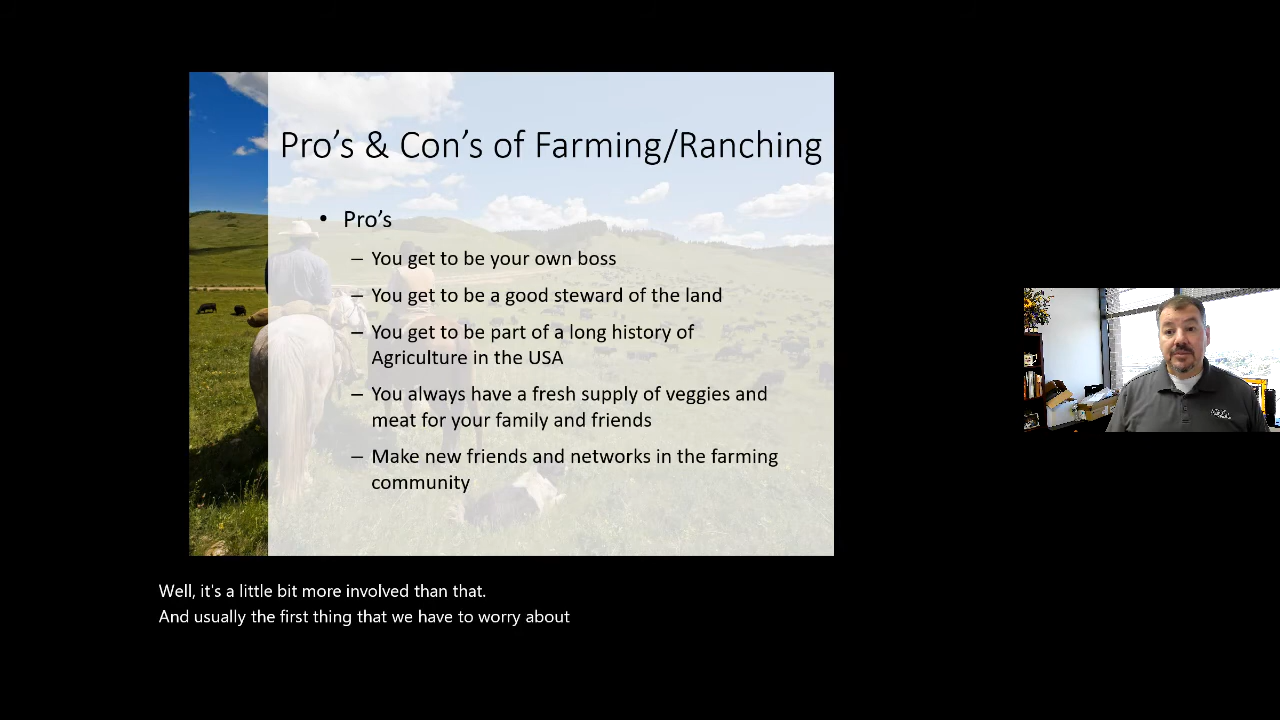 Pro's & Con's of Farming/Ranching
• Pro's
– You get to be your own boss
– You get to be a good steward of the land
– You get to be part of a long history of
Agriculture in the USA
– You always have a fresh supply of veggies and
meat for your family and friends
– Make new friends and networks in the farming
community
Well, it's a little bit more involved than that.
And usually the first thing that we have to worry about